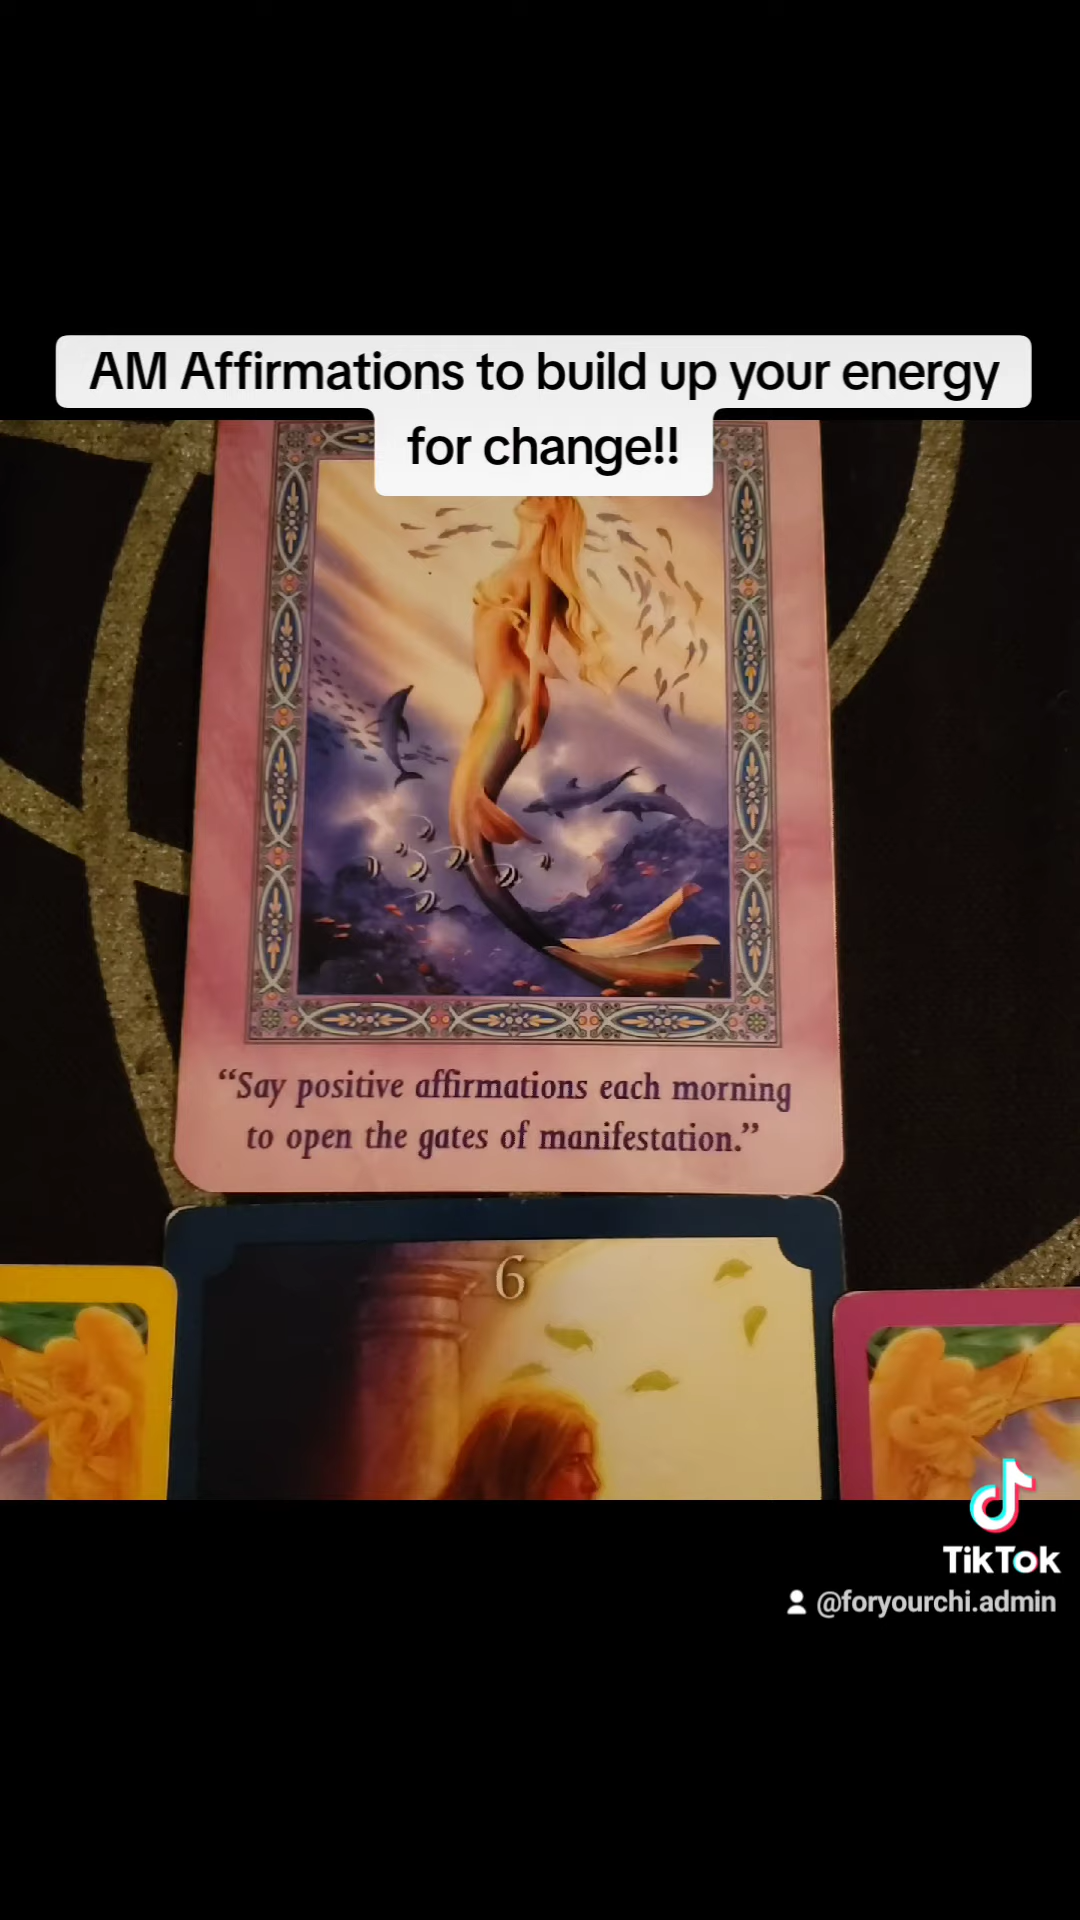 AM Affirmations to build up your energy
for change!!
“Say positive affirmations each morning
to open the gates of manifestation.”
6
TikTok
@foryourchi.admin